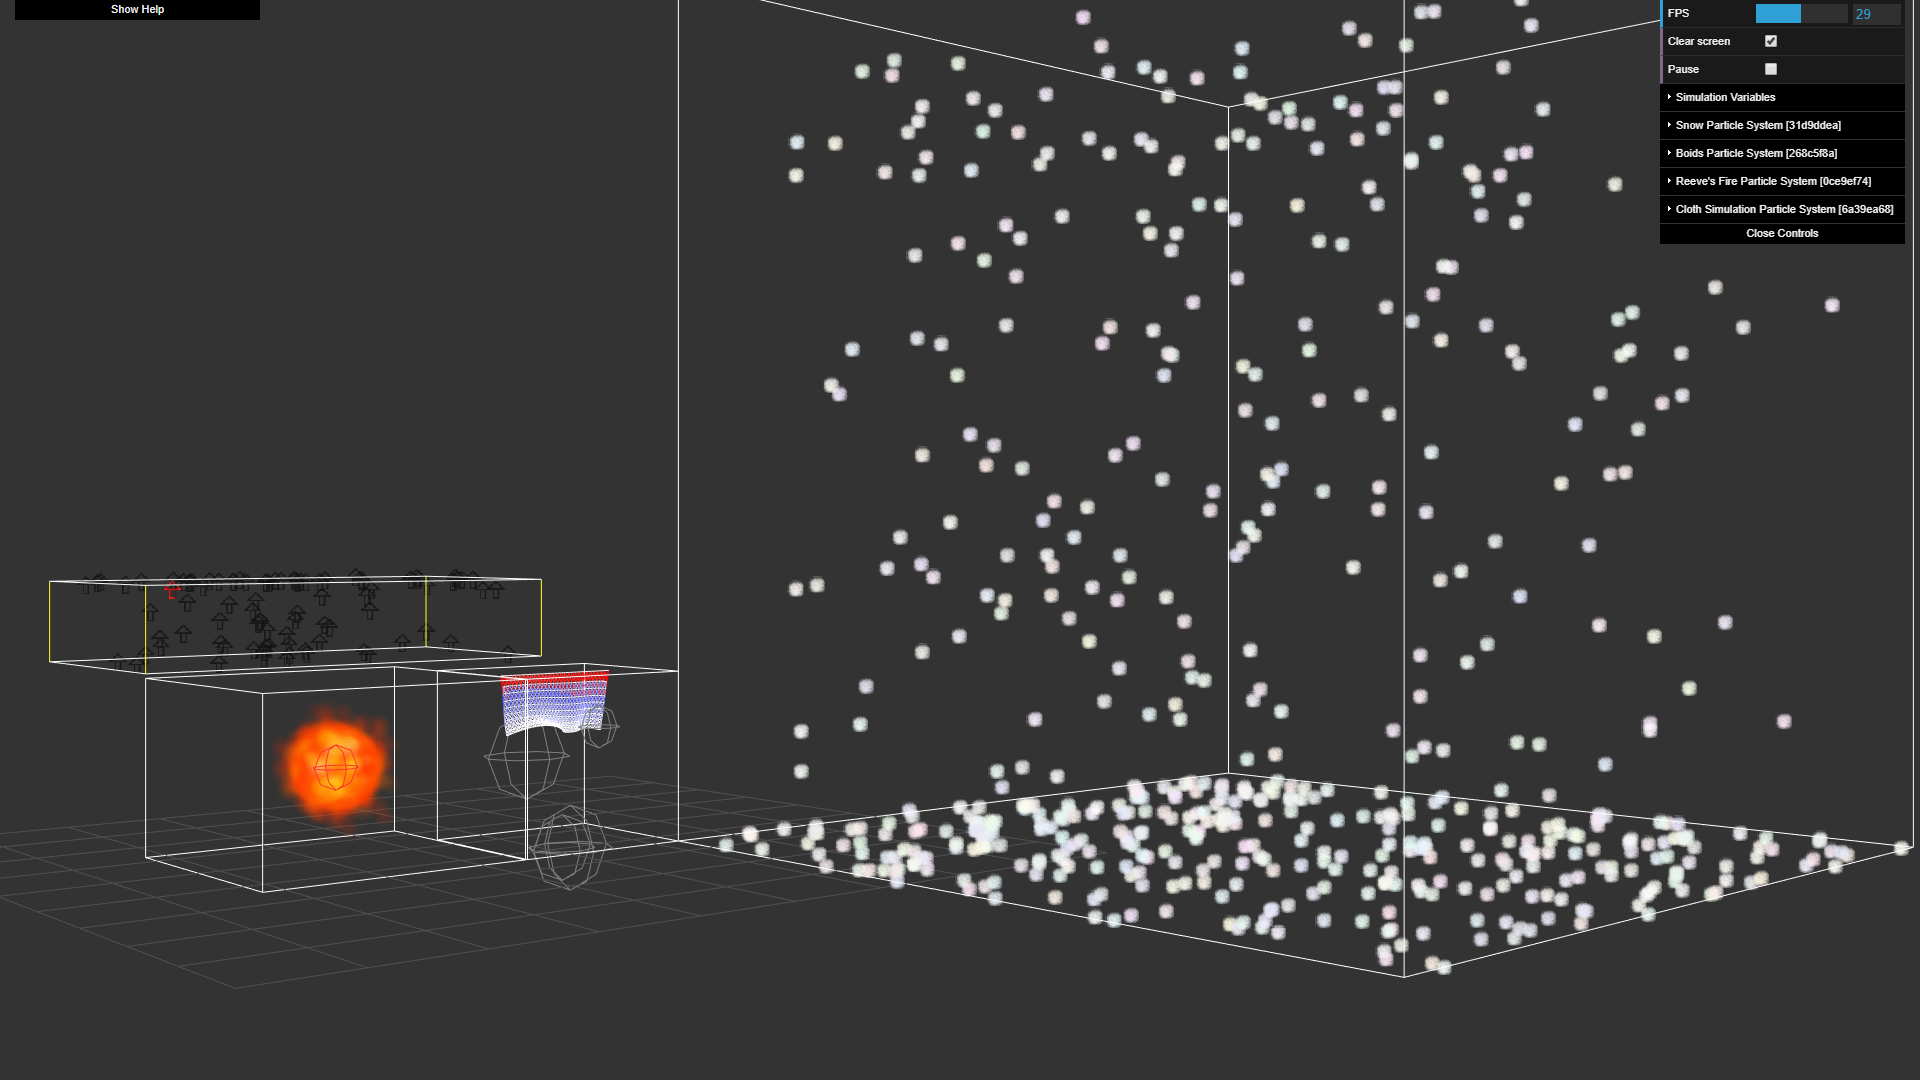 Show Help
FPS
29
Clear screen
Pause
Simulation Variables
Snow Particle System [31d9ddea]
Boids Particle System [268c5f8a]
Reeve's Fire Particle System [0ce9ef74]
Cloth Simulation Particle System [6a39ea68]
Close Controls